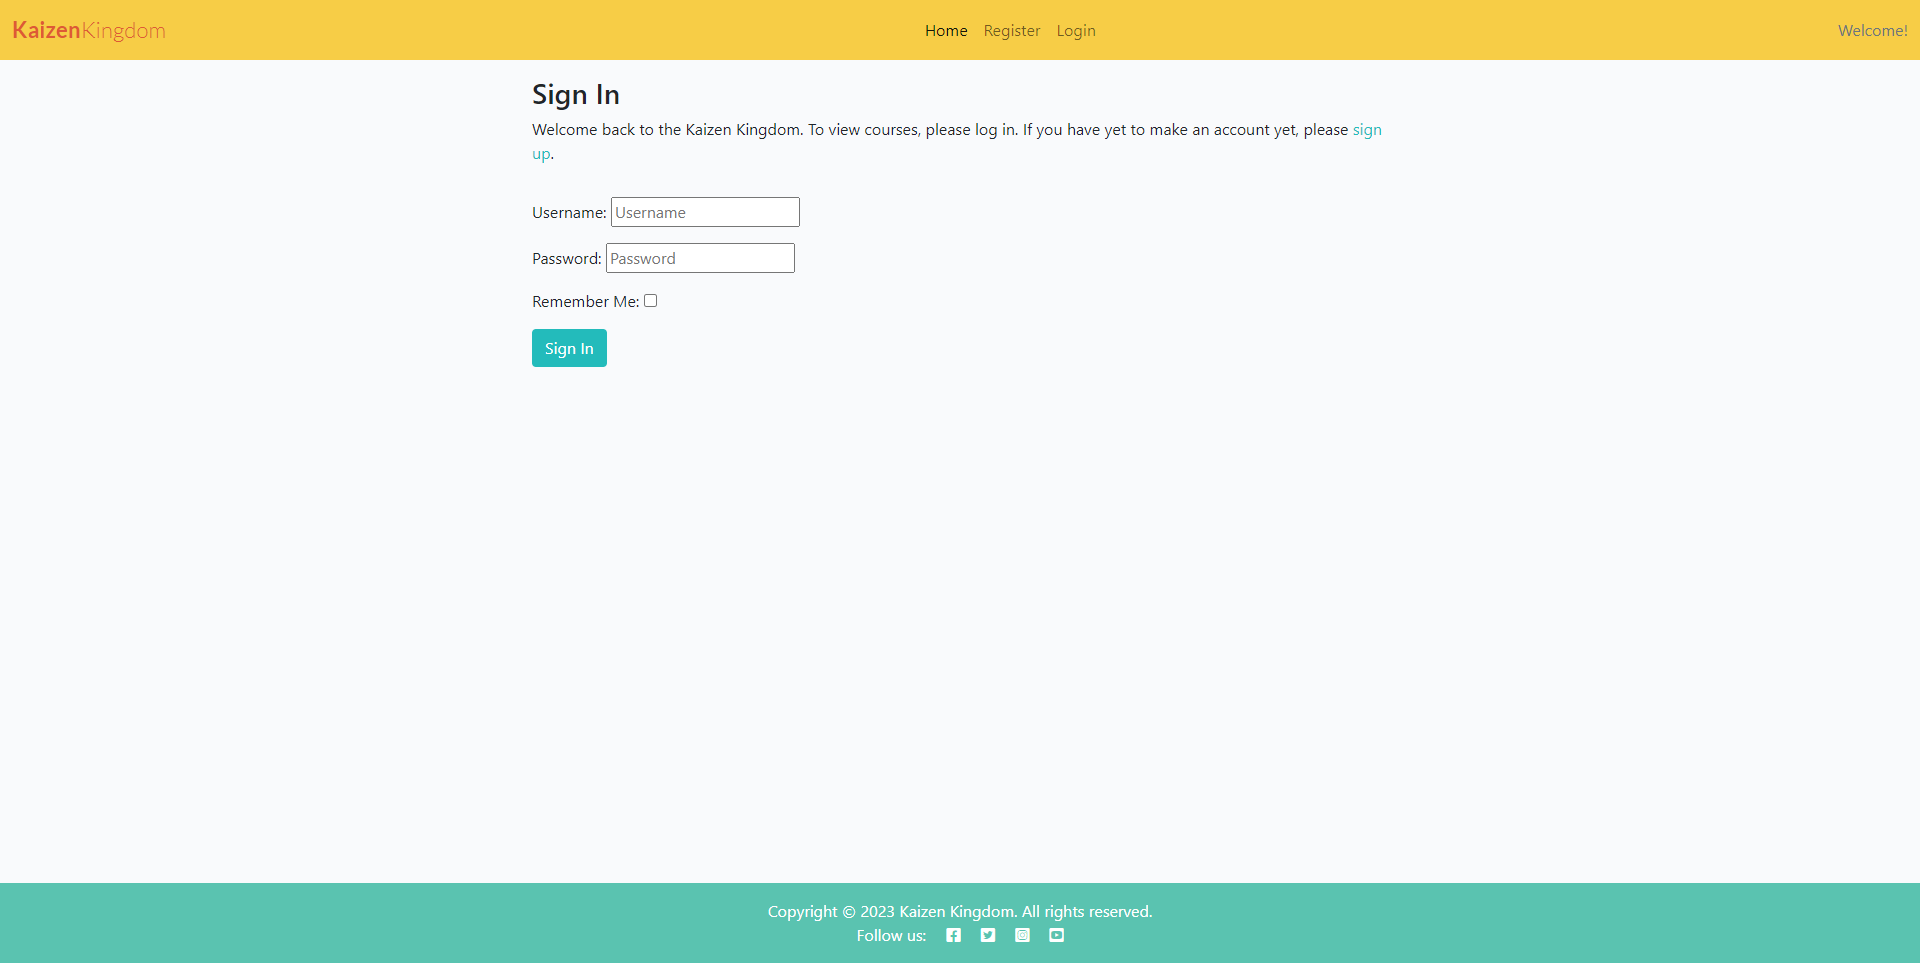 KaizenKingdom
Home Register Login
Welcome!
Sign In
Welcome back to the Kaizen Kingdom. To view courses, please log in. If you have yet to make an account yet, please sign
up.
Username: Username
Password: Password
Remember Me:
Sign In
Copyright © 2023 Kaizen Kingdom. All rights reserved.
Follow us: